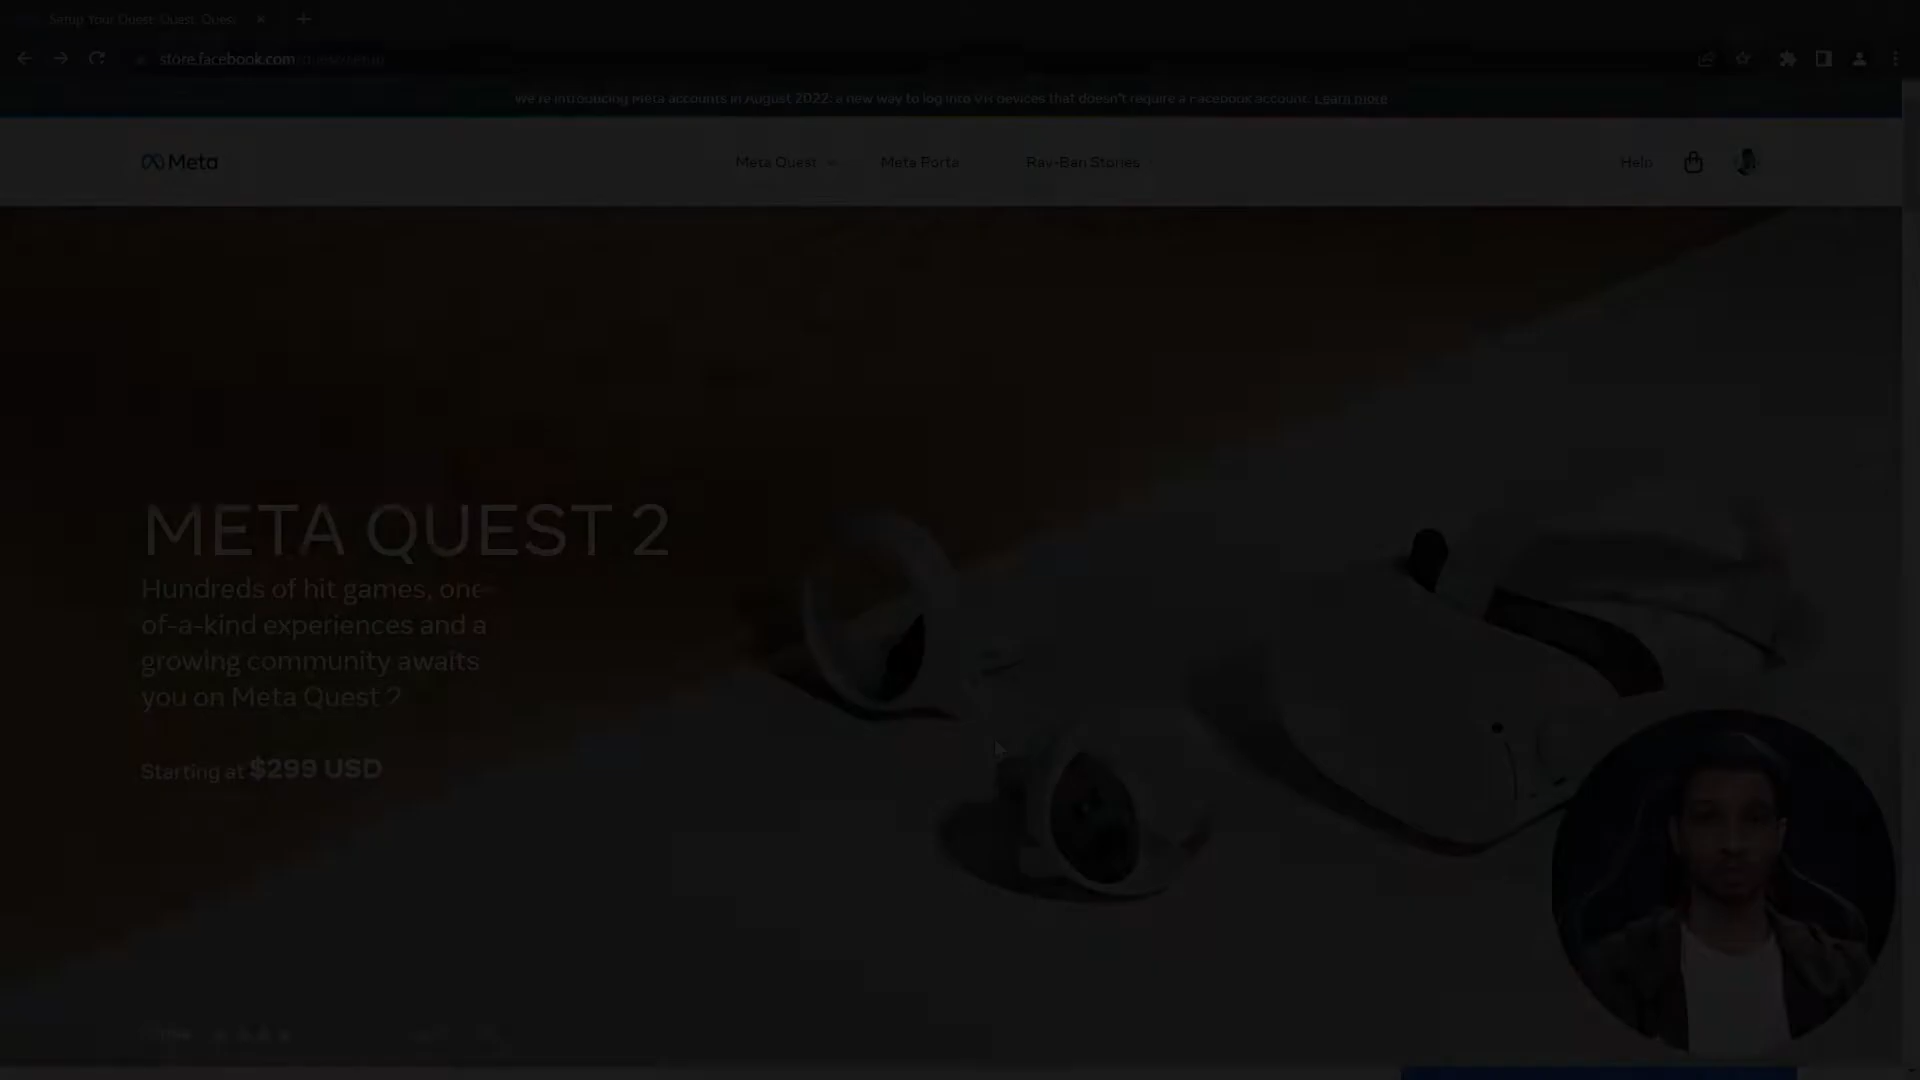 Setup Your Quest: Quest, Quest
store.facebook.com/quest/setup
We're introducing Meta accounts in August 2022: a new way to log into VR devices that doesn't require a Facebook account. Learn more
Meta
Meta Quest
Meta Portal
Ray-Ban Stories
Help
META QUEST 2
Hundreds of hit games, one-
of-a-kind experiences and a
growing community awaits
you on Meta Quest 2
Starting at $299 USD